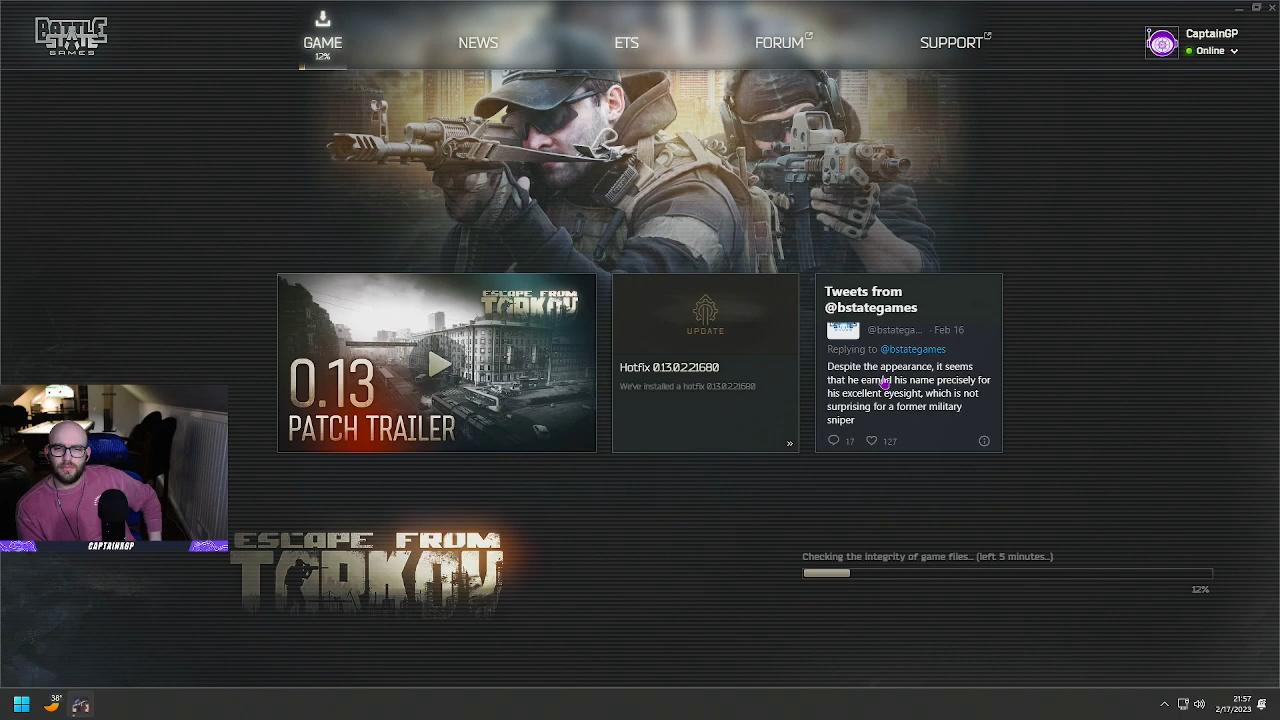 BATTLE
STATE
GAMES
GAME
12%
NEWS
ETS
FORUM
SUPPORT
CaptainGP
Online
ESCAPE FROM
TARKOV
0.13
PATCH TRAILER
UPDATE
Hotfix 0.13.0.2.21680
We've installed a hotfix 0.13.0.2.21680
»
Tweets from
@bstategames
@bstatega... · Feb 16
Replying to @bstategames
Despite the appearance, it seems
that he earned his name precisely for
his excellent eyesight, which is not
surprising for a former military
sniper
17 127
CAPTAINXGP
ESCAPE FROM
TARKOV
Checking the integrity of game files... (left 5 minutes...)
12%
38°
21:57
2/17/2023